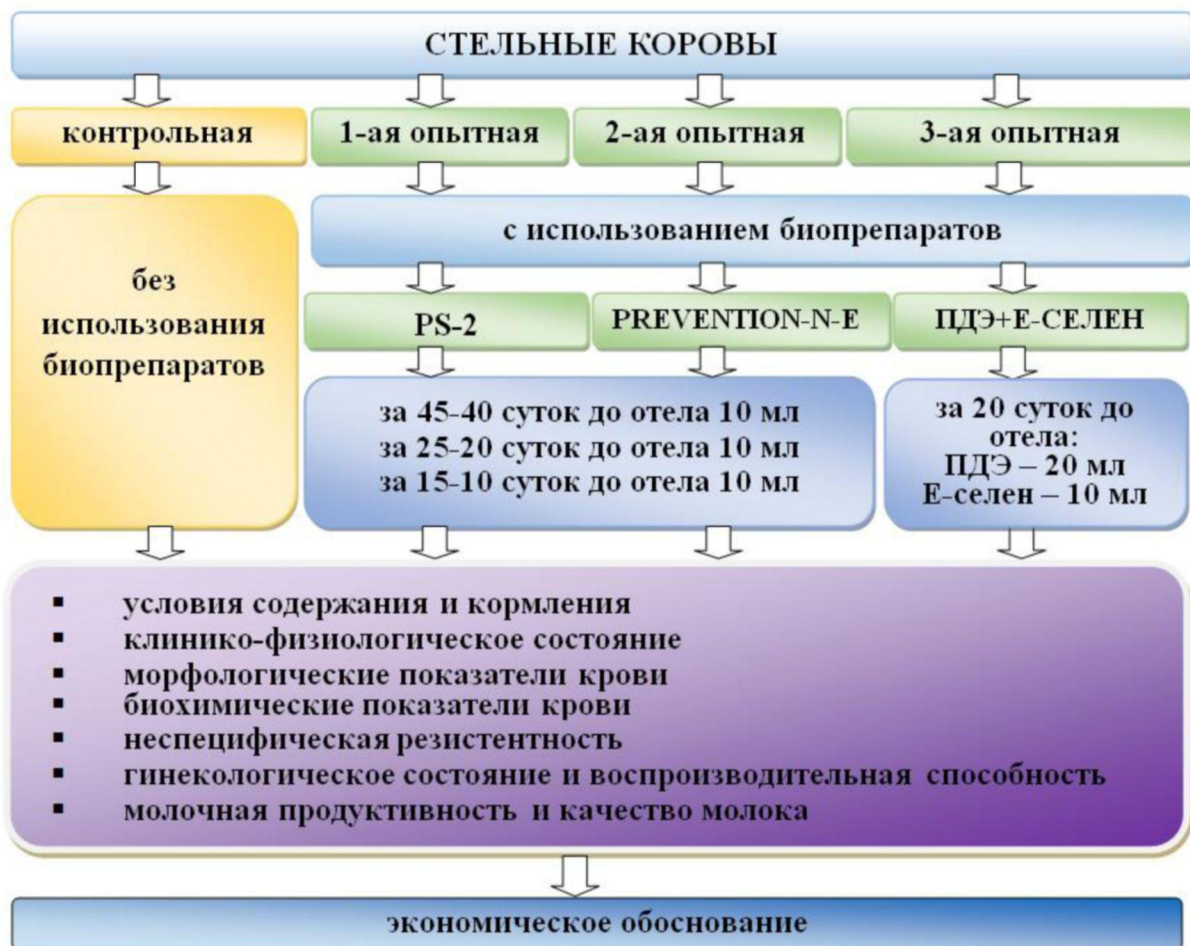 СТЕЛЬНЫЕ КОРОВЫ
контрольная
1-ая опытная
2-ая опытная
3-ая опытная
без
использования
биопрепаратов
с использованием биопрепаратов
PS-2
PREVENTION-N-E
ПДЭ+Е-СЕЛЕН
за 45-40 суток до отела 10 мл
за 25-20 суток до отела 10 мл
за 15-10 суток до отела 10 мл
за 20 суток до
отела:
ПДЭ – 20 мл
Е-селен – 10 мл
▪ условия содержания и кормления
▪ клинико-физиологическое состояние
▪ морфологические показатели крови
▪ биохимические показатели крови
▪ неспецифическая резистентность
▪ гинекологическое состояние и воспроизводительная способность
▪ молочная продуктивность и качество молока
экономическое обоснование